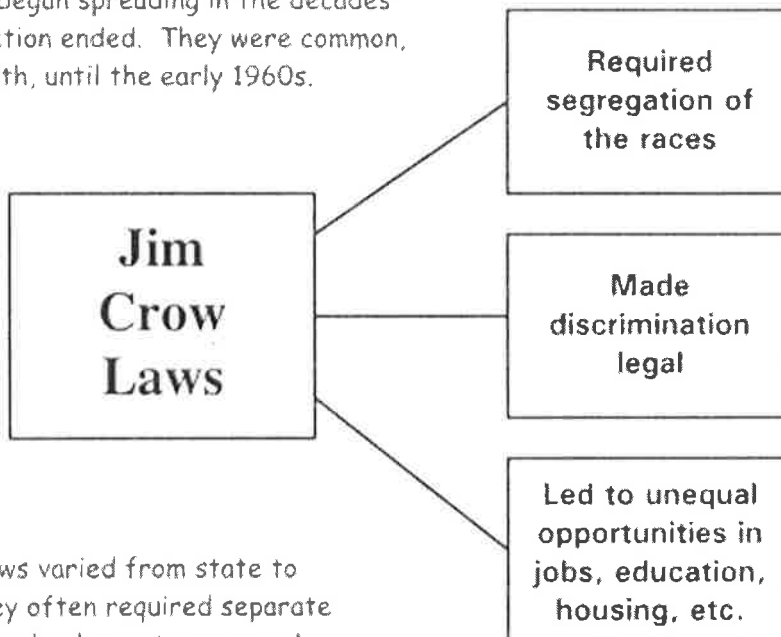 began spreading in the decades
tion ended. They were common,
th, until the early 1960s.
Required
segregation of
the races
Jim
Crow
Laws
Made
discrimination
legal
Led to unequal
opportunities in
jobs, education,
housing, etc.
ws varied from state to
ey often required separate